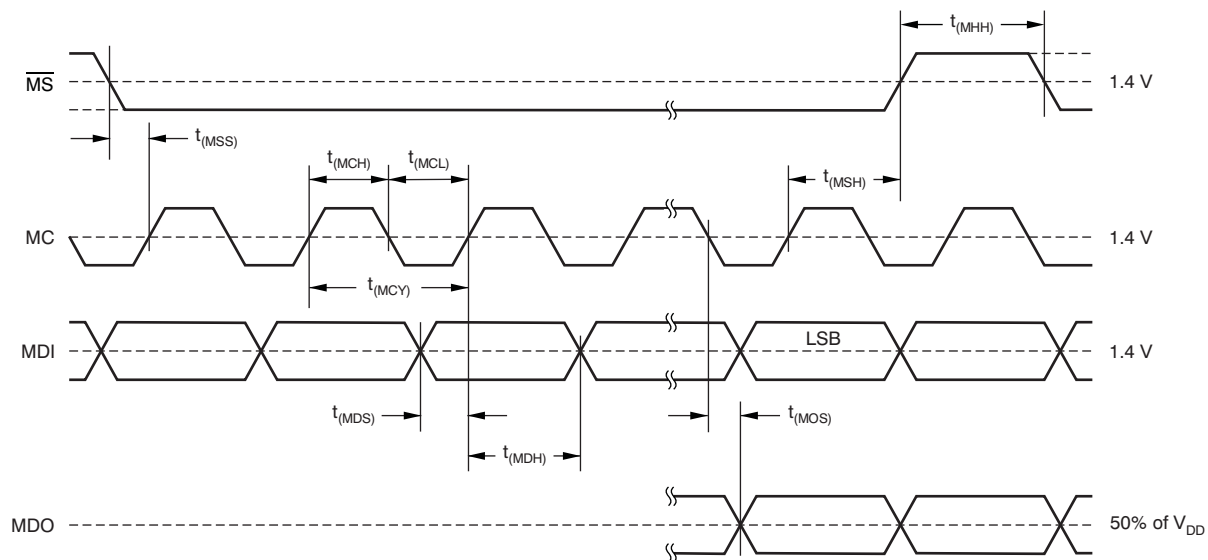 t(MHH)
MS
1.4 V
t(MSS)
t(MCH)
t(MCL)
t(MSH)
MC
1.4 V
t(MCY)
MDI
LSB
1.4 V
t(MDS)
t(MOS)
t(MDH)
MDO
50% of VDD